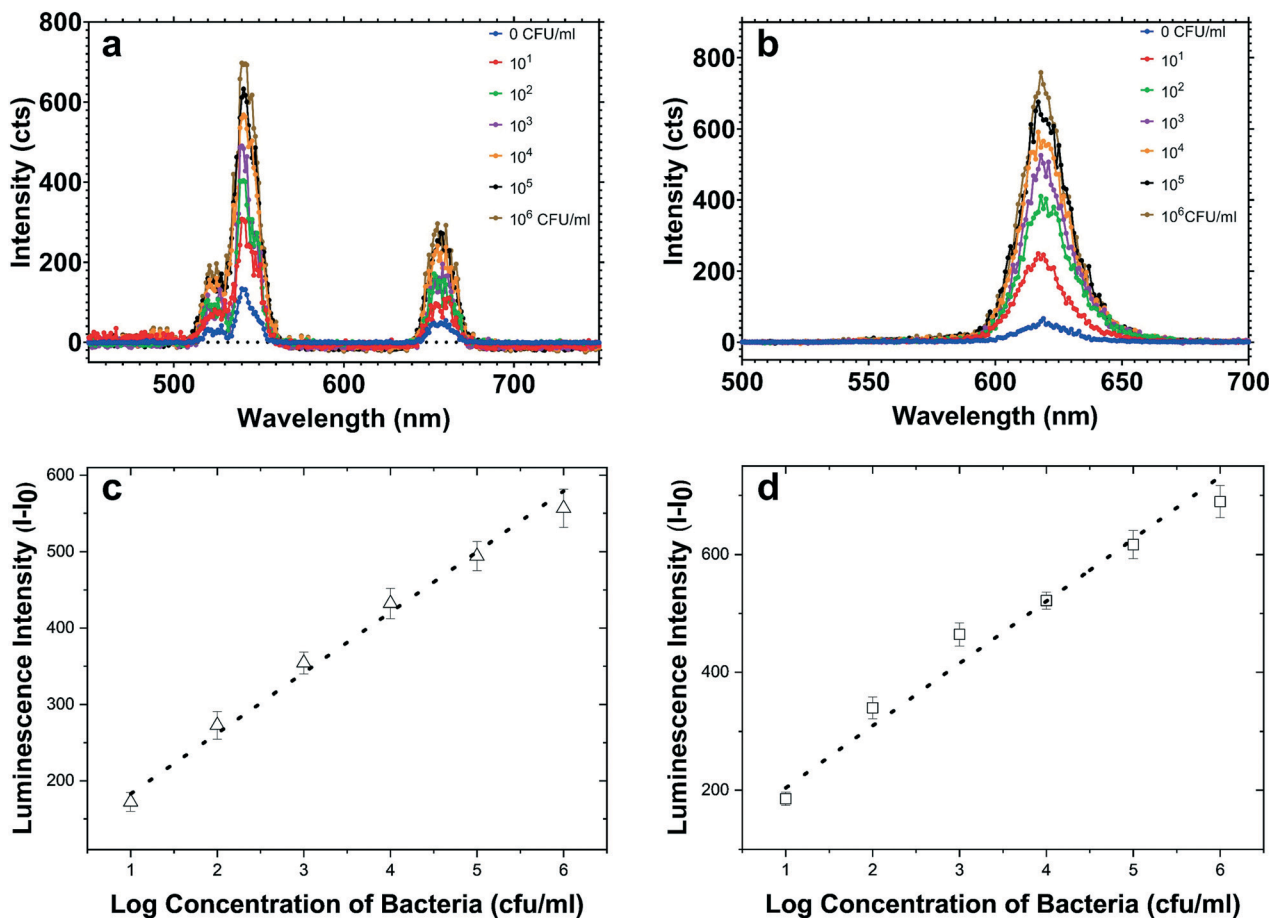 a
800
600
400
200
0
500
600
700
Intensity (cts)
Wavelength (nm)
0 CFU/ml
10¹
10²
10³
10⁴
10⁵
10⁶ CFU/ml
b
800
600
400
200
0
500
550
600
650
700
Intensity (cts)
Wavelength (nm)
0 CFU/ml
10¹
10²
10³
10⁴
10⁵
10⁶CFU/ml
c
600
500
400
300
200
1 2 3 4 5 6
Luminescence Intensity (I-I0)
Log Concentration of Bacteria (cfu/ml)
d
600
400
200
1 2 3 4 5 6
Luminescence Intensity (I-I0)
Log Concentration of Bacteria (cfu/ml)